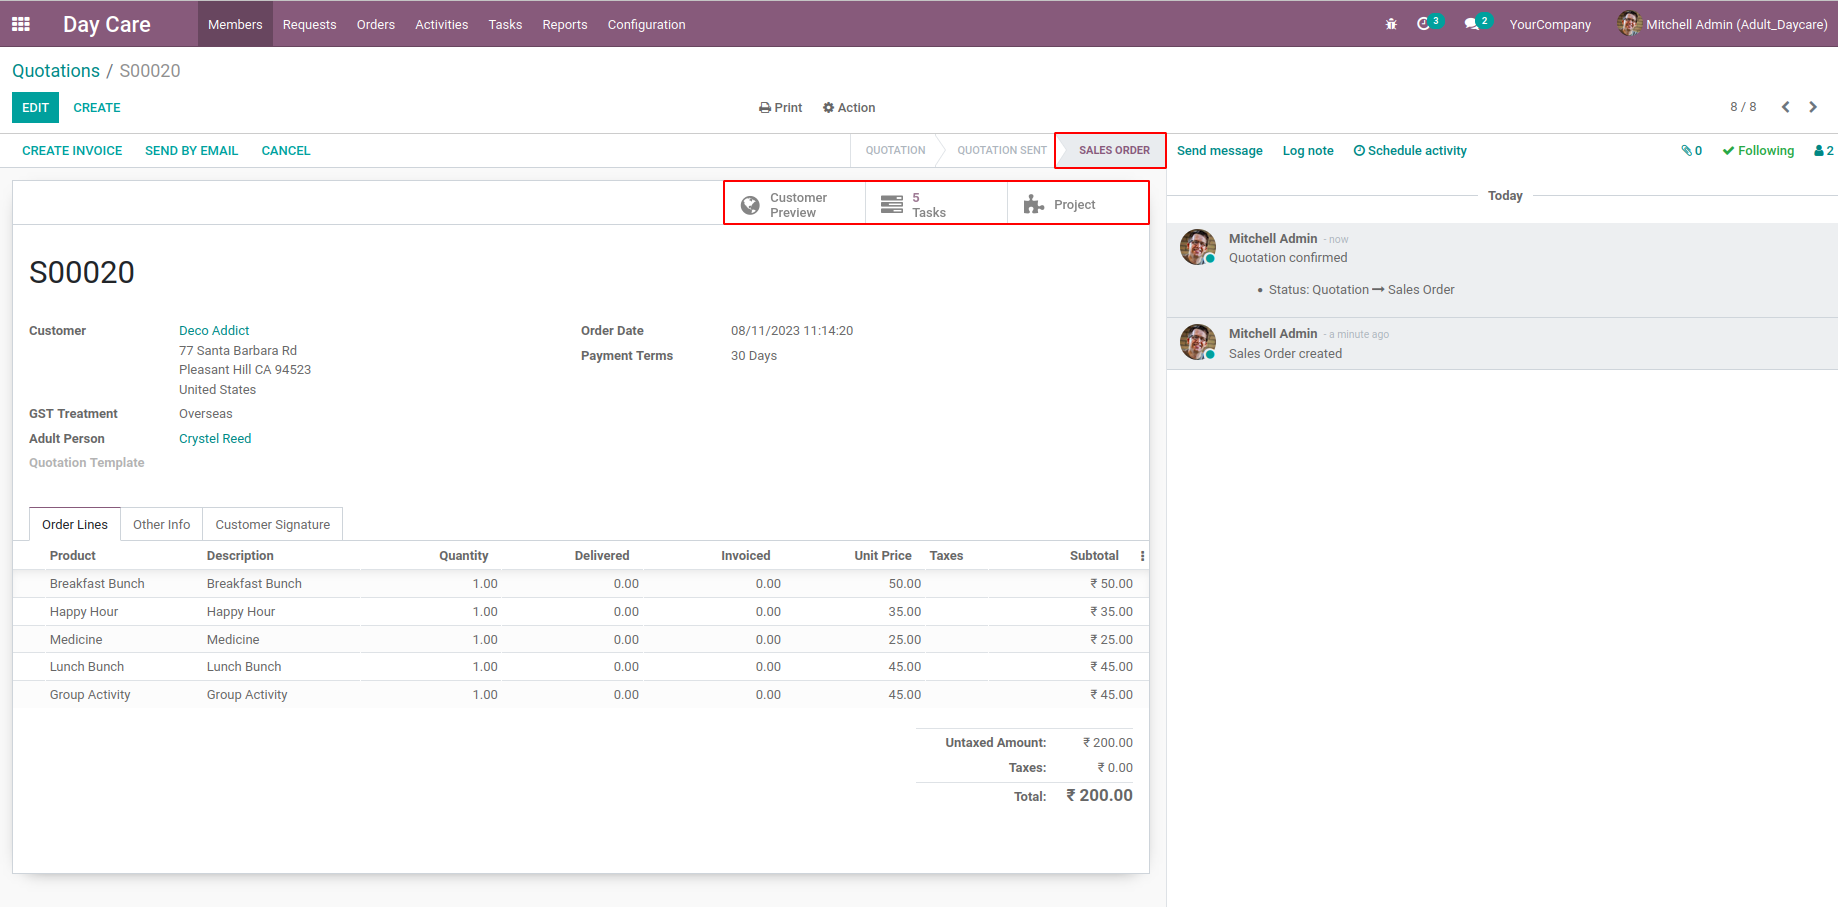 Day Care Members Requests Orders Activities Tasks Reports Configuration 3 2 YourCompany Mitchell Admin (Adult_Daycare)
Quotations / S00020
EDIT CREATE Print Action 8 / 8
CREATE INVOICE SEND BY EMAIL CANCEL QUOTATION QUOTATION SENT SALES ORDER Send message Log note Schedule activity 0 Following 2
Customer Preview 5 Tasks Project
Today
Mitchell Admin - now
Quotation confirmed
• Status: Quotation → Sales Order
Mitchell Admin - a minute ago
Sales Order created
S00020
Customer Deco Addict Order Date 08/11/2023 11:14:20
77 Santa Barbara Rd Payment Terms 30 Days
Pleasant Hill CA 94523
United States
GST Treatment Overseas
Adult Person Crystel Reed
Quotation Template
Order Lines Other Info Customer Signature
Product Description Quantity Delivered Invoiced Unit Price Taxes Subtotal
Breakfast Bunch Breakfast Bunch 1.00 0.00 0.00 50.00 ₹ 50.00
Happy Hour Happy Hour 1.00 0.00 0.00 35.00 ₹ 35.00
Medicine Medicine 1.00 0.00 0.00 25.00 ₹ 25.00
Lunch Bunch Lunch Bunch 1.00 0.00 0.00 45.00 ₹ 45.00
Group Activity Group Activity 1.00 0.00 0.00 45.00 ₹ 45.00
Untaxed Amount: ₹ 200.00
Taxes: ₹ 0.00
Total: ₹ 200.00